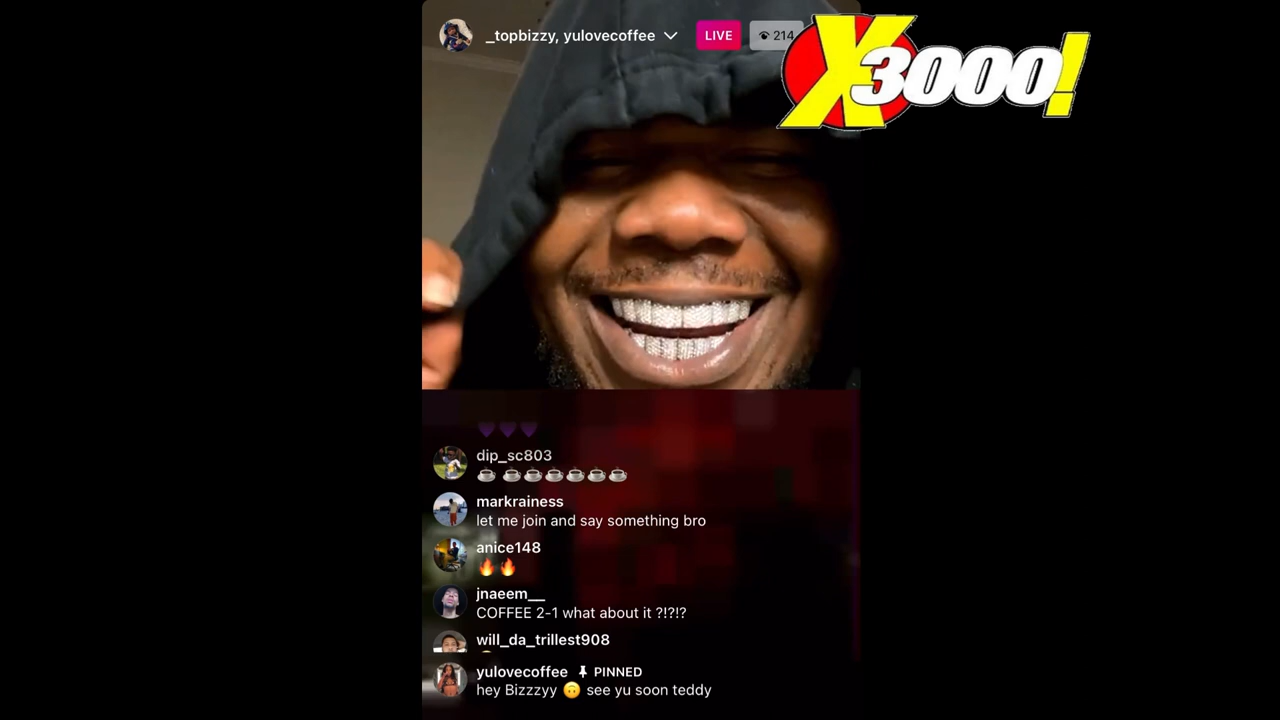 _topbizzy, yulovecoffee
LIVE
214
X3000!
dip_sc803
markrainess
let me join and say something bro
anice148
jnaeem__
COFFEE 2-1 what about it ?!?!?
will_da_trillest908
yulovecoffee PINNED
hey Bizzzyy 🙃 see yu soon teddy